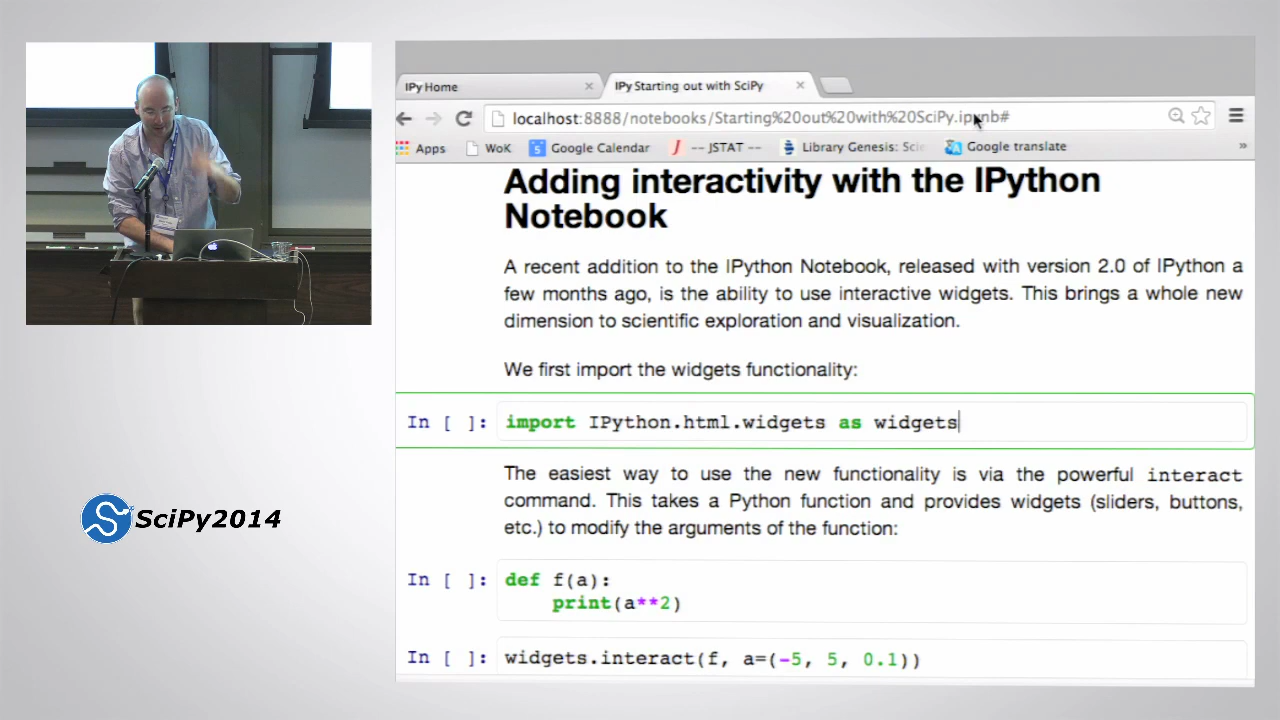 IPy Home
IPy Starting out with SciPy
localhost:8888/notebooks/Starting%20out%20with%20SciPy.ipynb#
Apps WoK Google Calendar -- JSTAT -- Library Genesis: Scie Google translate »
Adding interactivity with the IPython
Notebook
A recent addition to the IPython Notebook, released with version 2.0 of IPython a
few months ago, is the ability to use interactive widgets. This brings a whole new
dimension to scientific exploration and visualization.
We first import the widgets functionality:
In [ ]: import IPython.html.widgets as widgets
The easiest way to use the new functionality is via the powerful interact
command. This takes a Python function and provides widgets (sliders, buttons,
etc.) to modify the arguments of the function:
In [ ]: def f(a):
print(a**2)
In [ ]: widgets.interact(f, a=(-5, 5, 0.1))
SciPy2014